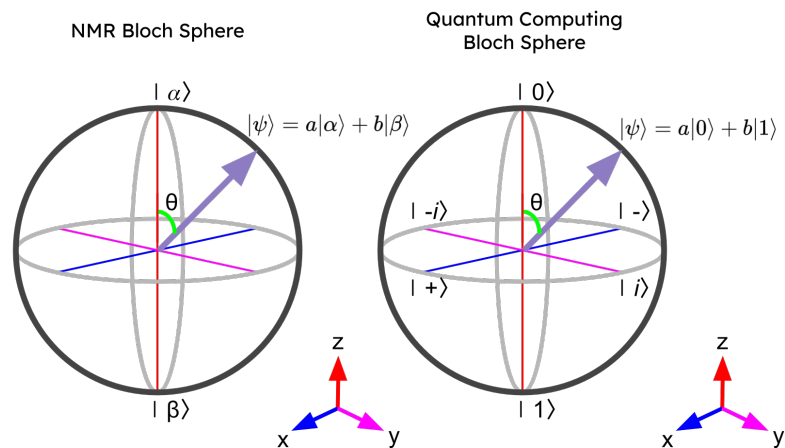 NMR Bloch Sphere
| α⟩
|ψ⟩ = a|α⟩ + b|β⟩
θ
| β⟩
z
x
y
Quantum Computing
Bloch Sphere
| 0⟩
|ψ⟩ = a|0⟩ + b|1⟩
θ
| -i⟩
| -⟩
| +⟩
| i⟩
| 1⟩
z
x
y